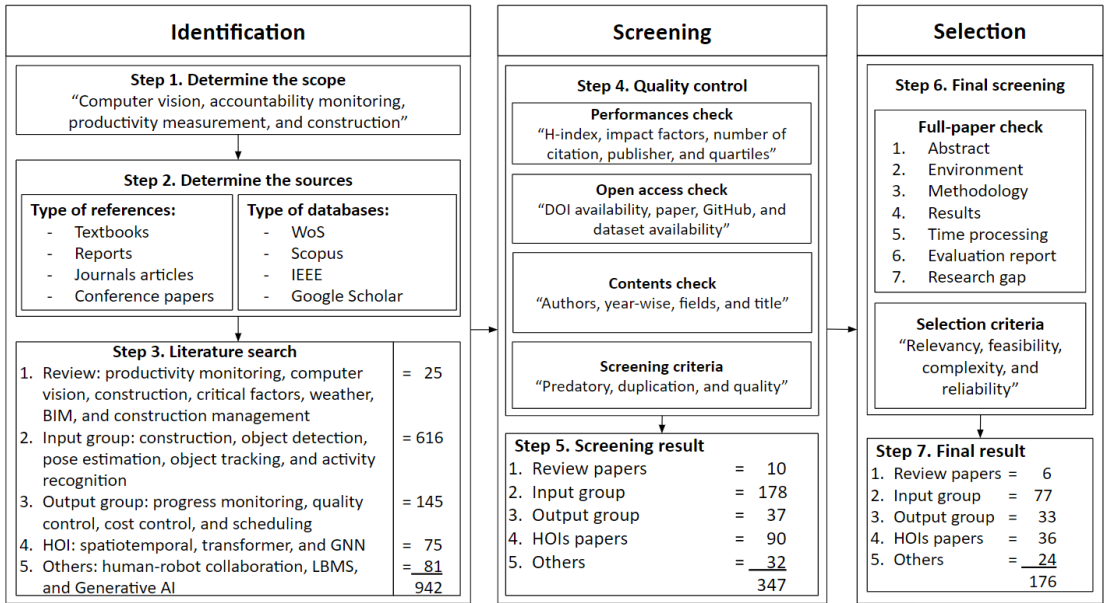 Identification
Step 1. Determine the scope
“Computer vision, accountability monitoring,
productivity measurement, and construction”
Step 2. Determine the sources
Type of references:
- Textbooks
- Reports
- Journals articles
- Conference papers
Type of databases:
- WoS
- Scopus
- IEEE
- Google Scholar
Step 3. Literature search
1. Review: productivity monitoring, computer = 25
vision, construction, critical factors, weather,
BIM, and construction management
2. Input group: construction, object detection, = 616
pose estimation, object tracking, and activity
recognition
3. Output group: progress monitoring, quality = 145
control, cost control, and scheduling
4. HOI: spatiotemporal, transformer, and GNN = 75
5. Others: human-robot collaboration, LBMS, = 81
and Generative AI 942
Screening
Step 4. Quality control
Performances check
“H-index, impact factors, number of
citation, publisher, and quartiles”
Open access check
“DOI availability, paper, GitHub, and
dataset availability”
Contents check
“Authors, year-wise, fields, and title”
Screening criteria
“Predatory, duplication, and quality”
Step 5. Screening result
1. Review papers = 10
2. Input group = 178
3. Output group = 37
4. HOIs papers = 90
5. Others = 32
347
Selection
Step 6. Final screening
Full-paper check
1. Abstract
2. Environment
3. Methodology
4. Results
5. Time processing
6. Evaluation report
7. Research gap
Selection criteria
“Relevancy, feasibility,
complexity, and
reliability”
Step 7. Final result
1. Review papers = 6
2. Input group = 77
3. Output group = 33
4. HOIs papers = 36
5. Others = 24
176